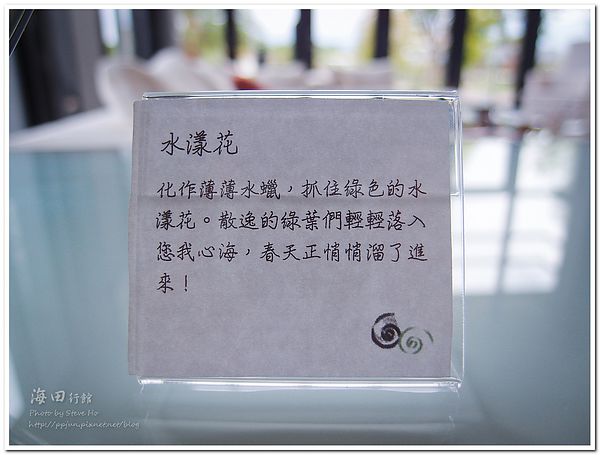 水漾花
化作薄薄水蠟，抓住綠色的水
漾花。散逸的綠葉們輕輕落入
您我心海，春天正悄悄溜了進
來！
海田行館
Photo by Steve Ho
http://ppjun.pixnet.net/blog